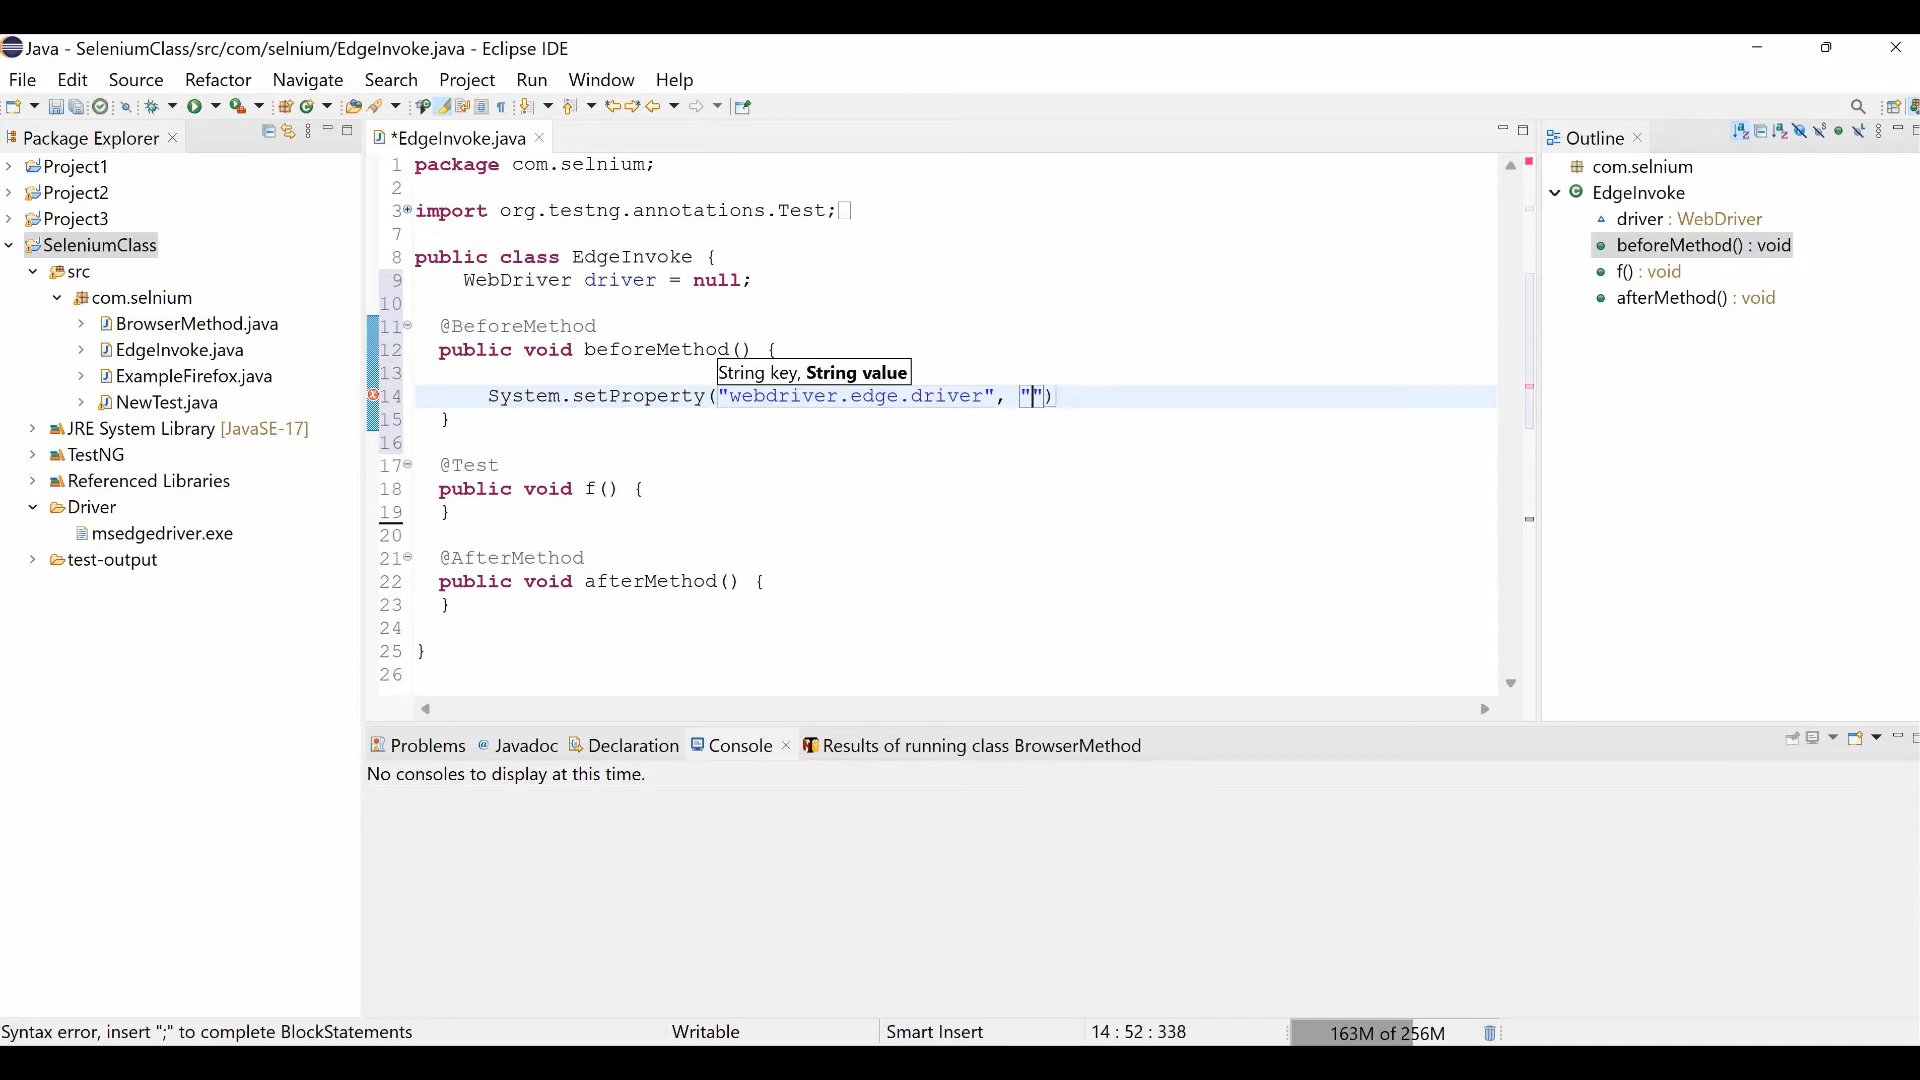 Java - SeleniumClass/src/com/selnium/EdgeInvoke.java - Eclipse IDE
File Edit Source Refactor Navigate Search Project Run Window Help
Package Explorer
Project1
Project2
Project3
SeleniumClass
src
com.selnium
BrowserMethod.java
EdgeInvoke.java
ExampleFirefox.java
NewTest.java
JRE System Library [JavaSE-17]
TestNG
Referenced Libraries
Driver
msedgedriver.exe
test-output
*EdgeInvoke.java
1 package com.selnium;
2
3 import org.testng.annotations.Test;
7
8 public class EdgeInvoke {
9 WebDriver driver = null;
10
11 @BeforeMethod
12 public void beforeMethod() {
13
String key, String value
14 System.setProperty("webdriver.edge.driver", "")
15 }
16
17 @Test
18 public void f() {
19 }
20
21 @AfterMethod
22 public void afterMethod() {
23 }
24
25 }
26
Outline
com.selnium
EdgeInvoke
driver : WebDriver
beforeMethod() : void
f() : void
afterMethod() : void
Problems Javadoc Declaration Console Results of running class BrowserMethod
No consoles to display at this time.
Syntax error, insert ";" to complete BlockStatements Writable Smart Insert 14 : 52 : 338 163M of 256M